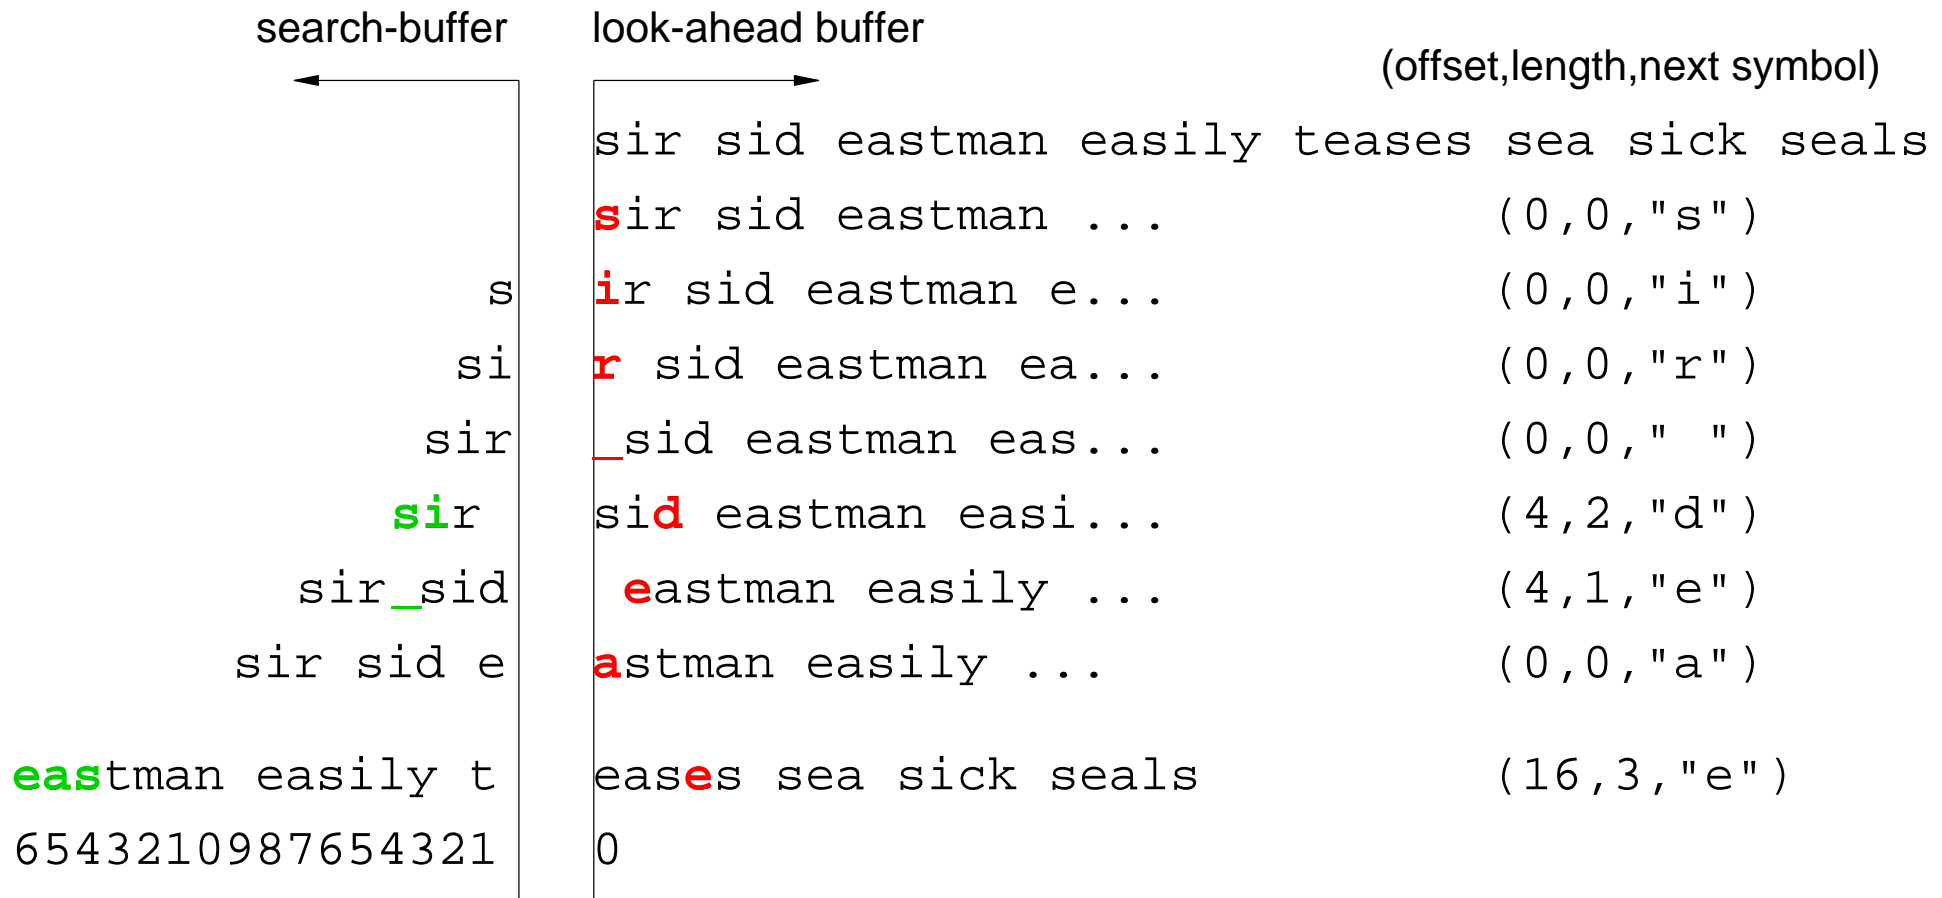 search-buffer look-ahead buffer
(offset,length,next symbol)
sir sid eastman easily teases sea sick seals
sir sid eastman ... (0,0,"s")
s ir sid eastman e... (0,0,"i")
si r sid eastman ea... (0,0,"r")
sir _sid eastman eas... (0,0," ")
sir sid eastman easi... (4,2,"d")
sir_sid eastman easily ... (4,1,"e")
sir sid e astman easily ... (0,0,"a")
eastman easily t eases sea sick seals (16,3,"e")
6543210987654321 0